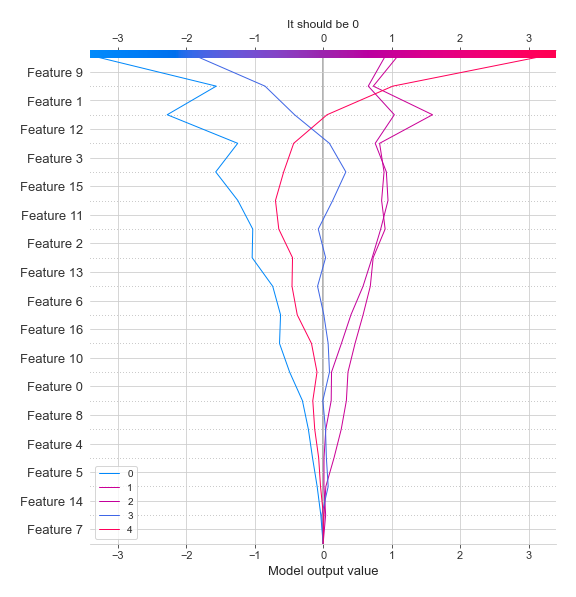 It should be 0
−3 −2 −1 0 1 2 3
Feature 9
Feature 1
Feature 12
Feature 3
Feature 15
Feature 11
Feature 2
Feature 13
Feature 6
Feature 16
Feature 10
Feature 0
Feature 8
Feature 4
Feature 5
Feature 14
Feature 7
0
1
2
3
4
−3 −2 −1 0 1 2 3
Model output value